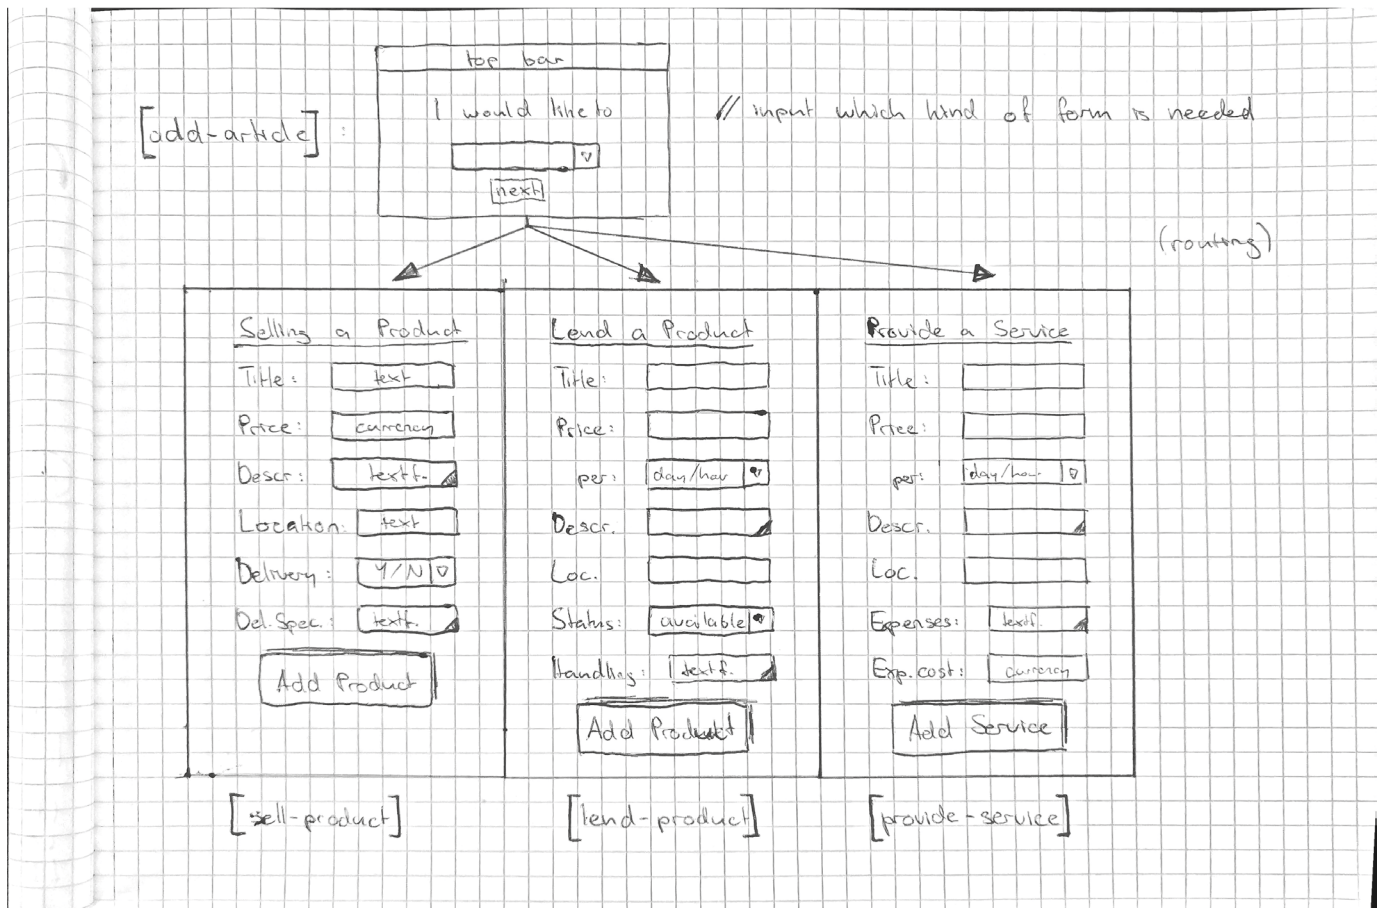 top bar
[add-article] :
I would like to
// input which kind of form is needed
next
(routing)
Selling a Product
Title: text
Price: currency
Descr: textf.
Location: text
Delivery: Y/N
Del. Spec.: textf.
Add Product
[sell-product]
Lend a Product
Title:
Price:
per: day/hour
Descr.
Loc.
Status: available
Handling: textf.
Add Product
[lend-product]
Provide a Service
Title:
Price:
per: day/hour
Descr.
Loc.
Expenses: textf.
Exp. cost: currency
Add Service
[provide-service]